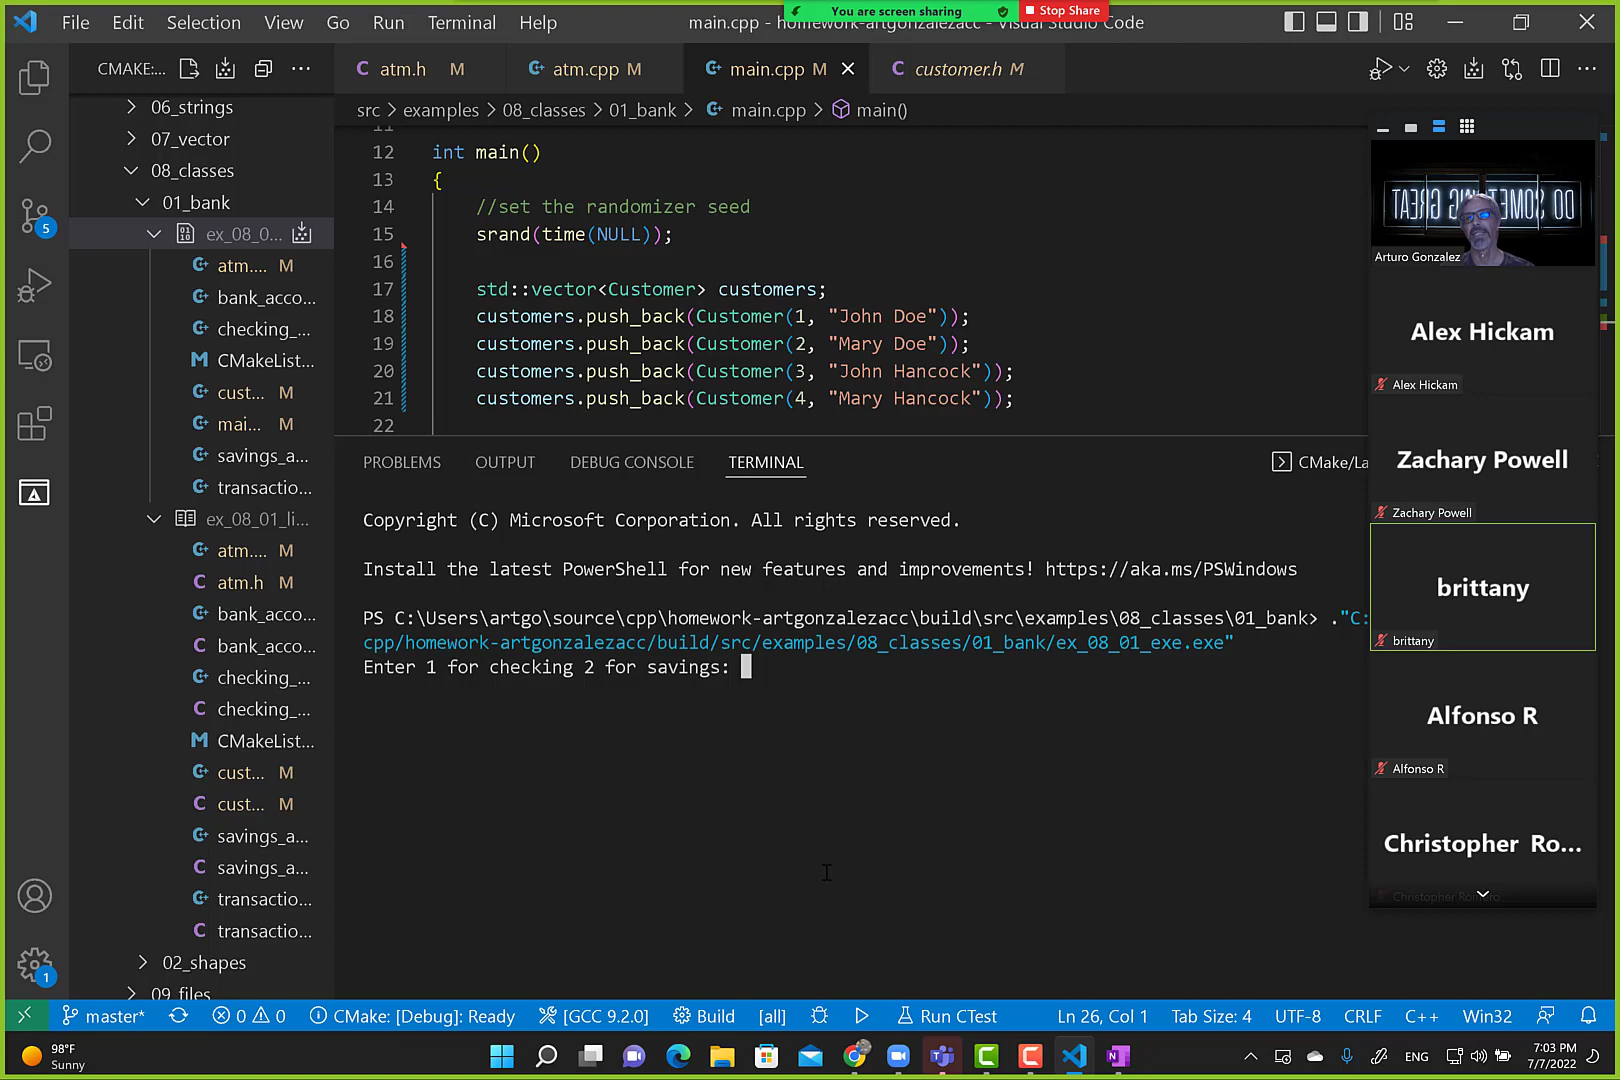 File Edit Selection View Go Run Terminal Help
main.cpp - homework-artgonzalezacc - Visual Studio Code
You are screen sharing
Stop Share
CMAKE:...
atm.h M
atm.cpp M
main.cpp M
customer.h M
src > examples > 08_classes > 01_bank > main.cpp > main()
06_strings
07_vector
08_classes
01_bank
ex_08_0...
atm.... M
bank_acco...
checking_...
CMakeList...
cust... M
mai... M
savings_a...
transactio...
ex_08_01_li...
atm.... M
atm.h M
bank_acco...
bank_acco...
checking_...
checking_...
CMakeList...
cust... M
cust... M
savings_a...
savings_a...
transactio...
transactio...
02_shapes
09_files
11
12 int main()
13 {
14 //set the randomizer seed
15 srand(time(NULL));
16
17 std::vector<Customer> customers;
18 customers.push_back(Customer(1, "John Doe"));
19 customers.push_back(Customer(2, "Mary Doe"));
20 customers.push_back(Customer(3, "John Hancock"));
21 customers.push_back(Customer(4, "Mary Hancock"));
22
PROBLEMS OUTPUT DEBUG CONSOLE TERMINAL
CMake/La
Copyright (C) Microsoft Corporation. All rights reserved.
Install the latest PowerShell for new features and improvements! https://aka.ms/PSWindows
PS C:\Users\artgo\source\cpp\homework-artgonzalezacc\build\src\examples\08_classes\01_bank> ."C:
cpp/homework-artgonzalezacc/build/src/examples/08_classes/01_bank/ex_08_01_exe.exe"
Enter 1 for checking 2 for savings:
DO SOMETHING GREAT
Arturo Gonzalez
Alex Hickam
Alex Hickam
Zachary Powell
Zachary Powell
brittany
brittany
Alfonso R
Alfonso R
Christopher Ro...
Christopher Romero
5
1
master* 0 0 CMake: [Debug]: Ready [GCC 9.2.0] Build [all] Run CTest
Ln 26, Col 1 Tab Size: 4 UTF-8 CRLF C++ Win32
98°F
Sunny
ENG
7:03 PM
7/7/2022